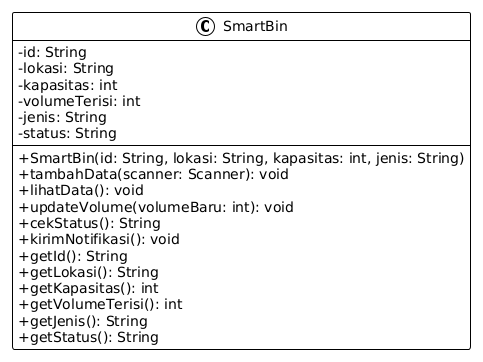 C SmartBin
-id: String
-lokasi: String
-kapasitas: int
-volumeTerisi: int
-jenis: String
-status: String
+SmartBin(id: String, lokasi: String, kapasitas: int, jenis: String)
+tambahData(scanner: Scanner): void
+lihatData(): void
+updateVolume(volumeBaru: int): void
+cekStatus(): String
+kirimNotifikasi(): void
+getId(): String
+getLokasi(): String
+getKapasitas(): int
+getVolumeTerisi(): int
+getJenis(): String
+getStatus(): String